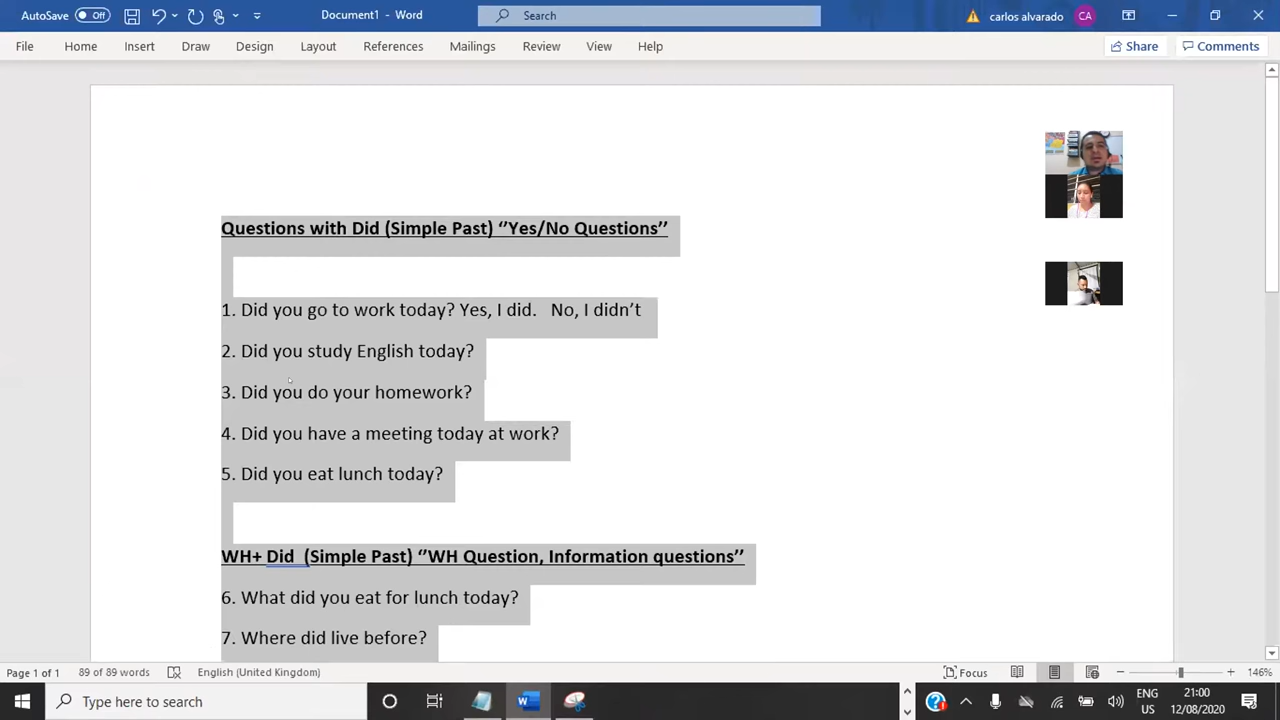 AutoSave Off Document1 - Word Search carlos alvarado CA
File Home Insert Draw Design Layout References Mailings Review View Help Share Comments
Questions with Did (Simple Past) ‘’Yes/No Questions’’
1. Did you go to work today? Yes, I did. No, I didn’t
2. Did you study English today?
3. Did you do your homework?
4. Did you have a meeting today at work?
5. Did you eat lunch today?
WH+ Did (Simple Past) ‘’WH Question, Information questions’’
6. What did you eat for lunch today?
7. Where did live before?
Page 1 of 1 89 of 89 words English (United Kingdom) Focus 146%
Type here to search ENG US 21:00 12/08/2020